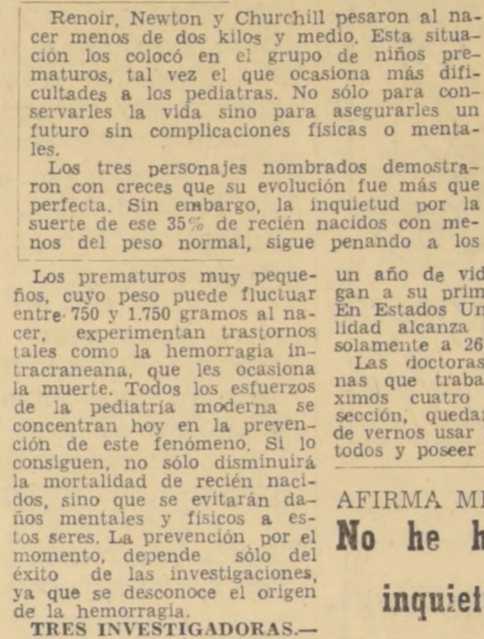 Renoir, Newton y Churchill pesaron al na-
cer menos de dos kilos y medio. Esta situa-
ción los colocó en el grupo de niños pre-
maturos, tal vez el que ocasiona más difi-
cultades a los pediatras. No sólo para con-
servarles la vida sino para asegurarles un
futuro sin complicaciones físicas o menta-
les.
Los tres personajes nombrados demostra-
ron con creces que su evolución fue más que
perfecta. Sin embargo, la inquietud por la
suerte de ese 35% de recién nacidos con me-
nos del peso normal, sigue penando a los
Los prematuros muy peque-
ños, cuyo peso puede fluctuar
entre 750 y 1.750 gramos al na-
cer, experimentan trastornos
tales como la hemorragia in-
tracraneana, que les ocasiona
la muerte. Todos los esfuerzos
de la pediatría moderna se
concentran hoy en la preven-
ción de este fenómeno. Si lo
consiguen, no sólo disminuirá
la mortalidad de recién naci-
dos, sino que se evitarán da-
ños mentales y físicos a es-
tos seres. La prevención por el
momento, depende sólo del
éxito de las investigaciones,
ya que se desconoce el origen
de la hemorragia.
TRES INVESTIGADORAS.—
un año de vid
gan a su prim
En Estados Un
lidad alcanza
solamente a 26
Las doctoras
nas que traba
ximos cuatro
sección, quedar
de vernos usar
todos y poseer
AFIRMA MI
No he h
inquiet